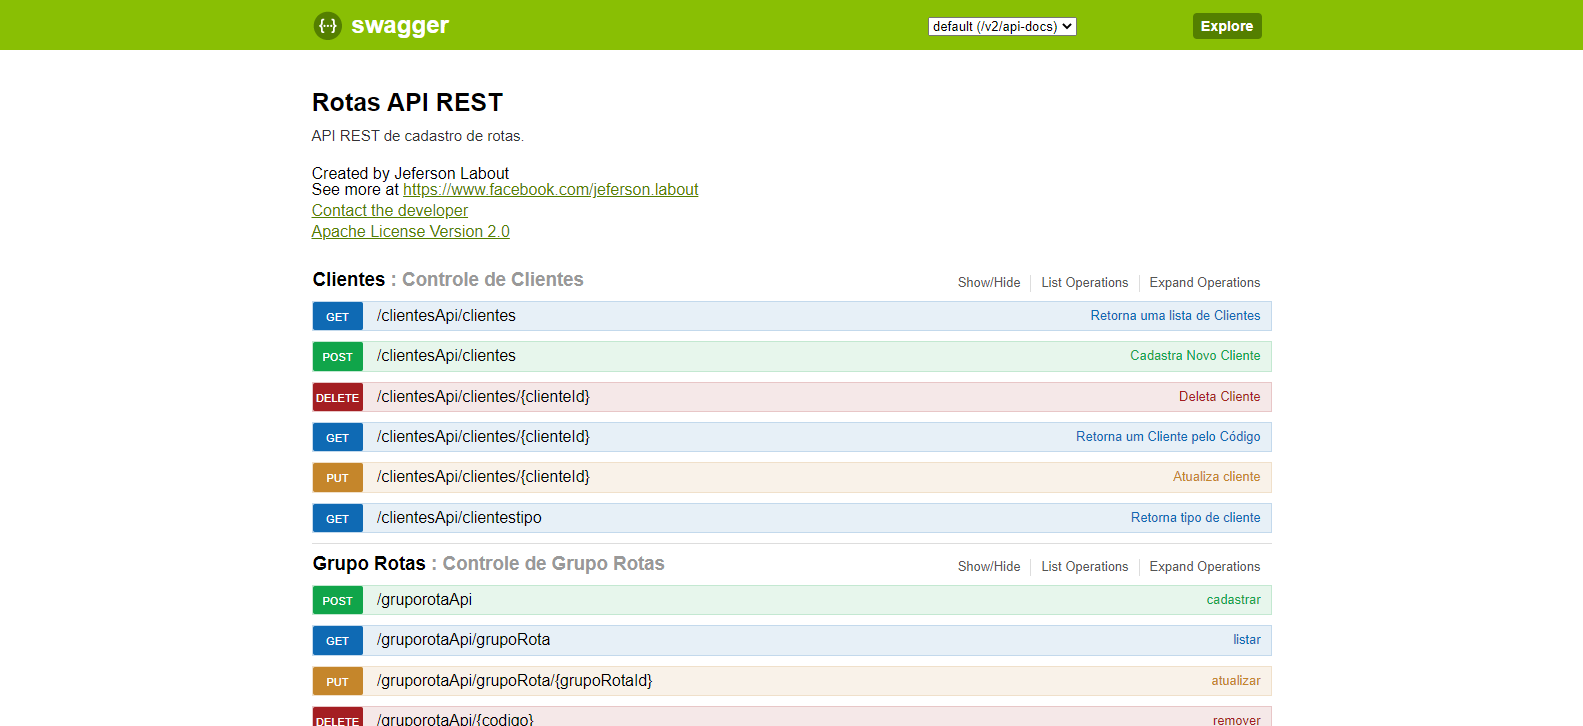 swagger
default (/v2/api-docs)
Explore
Rotas API REST
API REST de cadastro de rotas.
Created by Jeferson Labout
See more at https://www.facebook.com/jeferson.labout
Contact the developer
Apache License Version 2.0
Clientes : Controle de Clientes
Show/Hide List Operations Expand Operations
GET /clientesApi/clientes Retorna uma lista de Clientes
POST /clientesApi/clientes Cadastra Novo Cliente
DELETE /clientesApi/clientes/{clienteId} Deleta Cliente
GET /clientesApi/clientes/{clienteId} Retorna um Cliente pelo Código
PUT /clientesApi/clientes/{clienteId} Atualiza cliente
GET /clientesApi/clientestipo Retorna tipo de cliente
Grupo Rotas : Controle de Grupo Rotas
Show/Hide List Operations Expand Operations
POST /gruporotaApi cadastrar
GET /gruporotaApi/grupoRota listar
PUT /gruporotaApi/grupoRota/{grupoRotaId} atualizar
DELETE /gruporotaApi/{codigo} remover